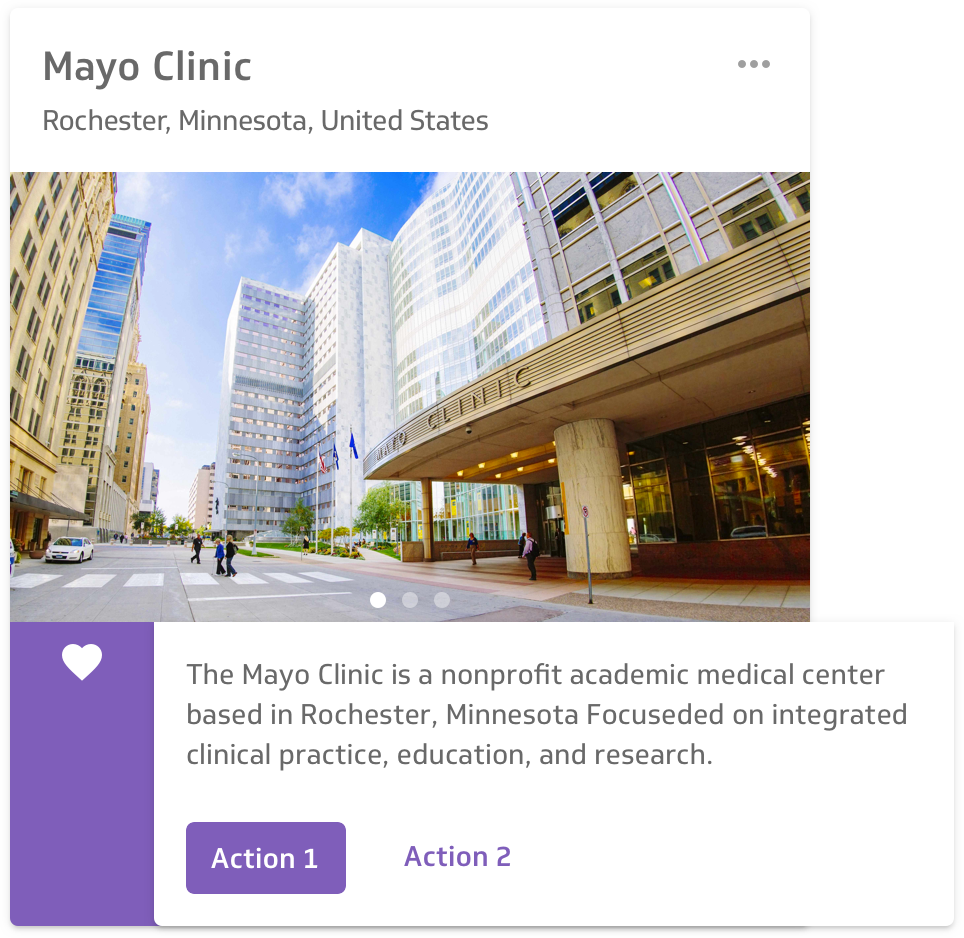 Mayo Clinic
Rochester, Minnesota, United States
MAYO CLINIC
The Mayo Clinic is a nonprofit academic medical center
based in Rochester, Minnesota Focuseded on integrated
clinical practice, education, and research.
Action 1
Action 2